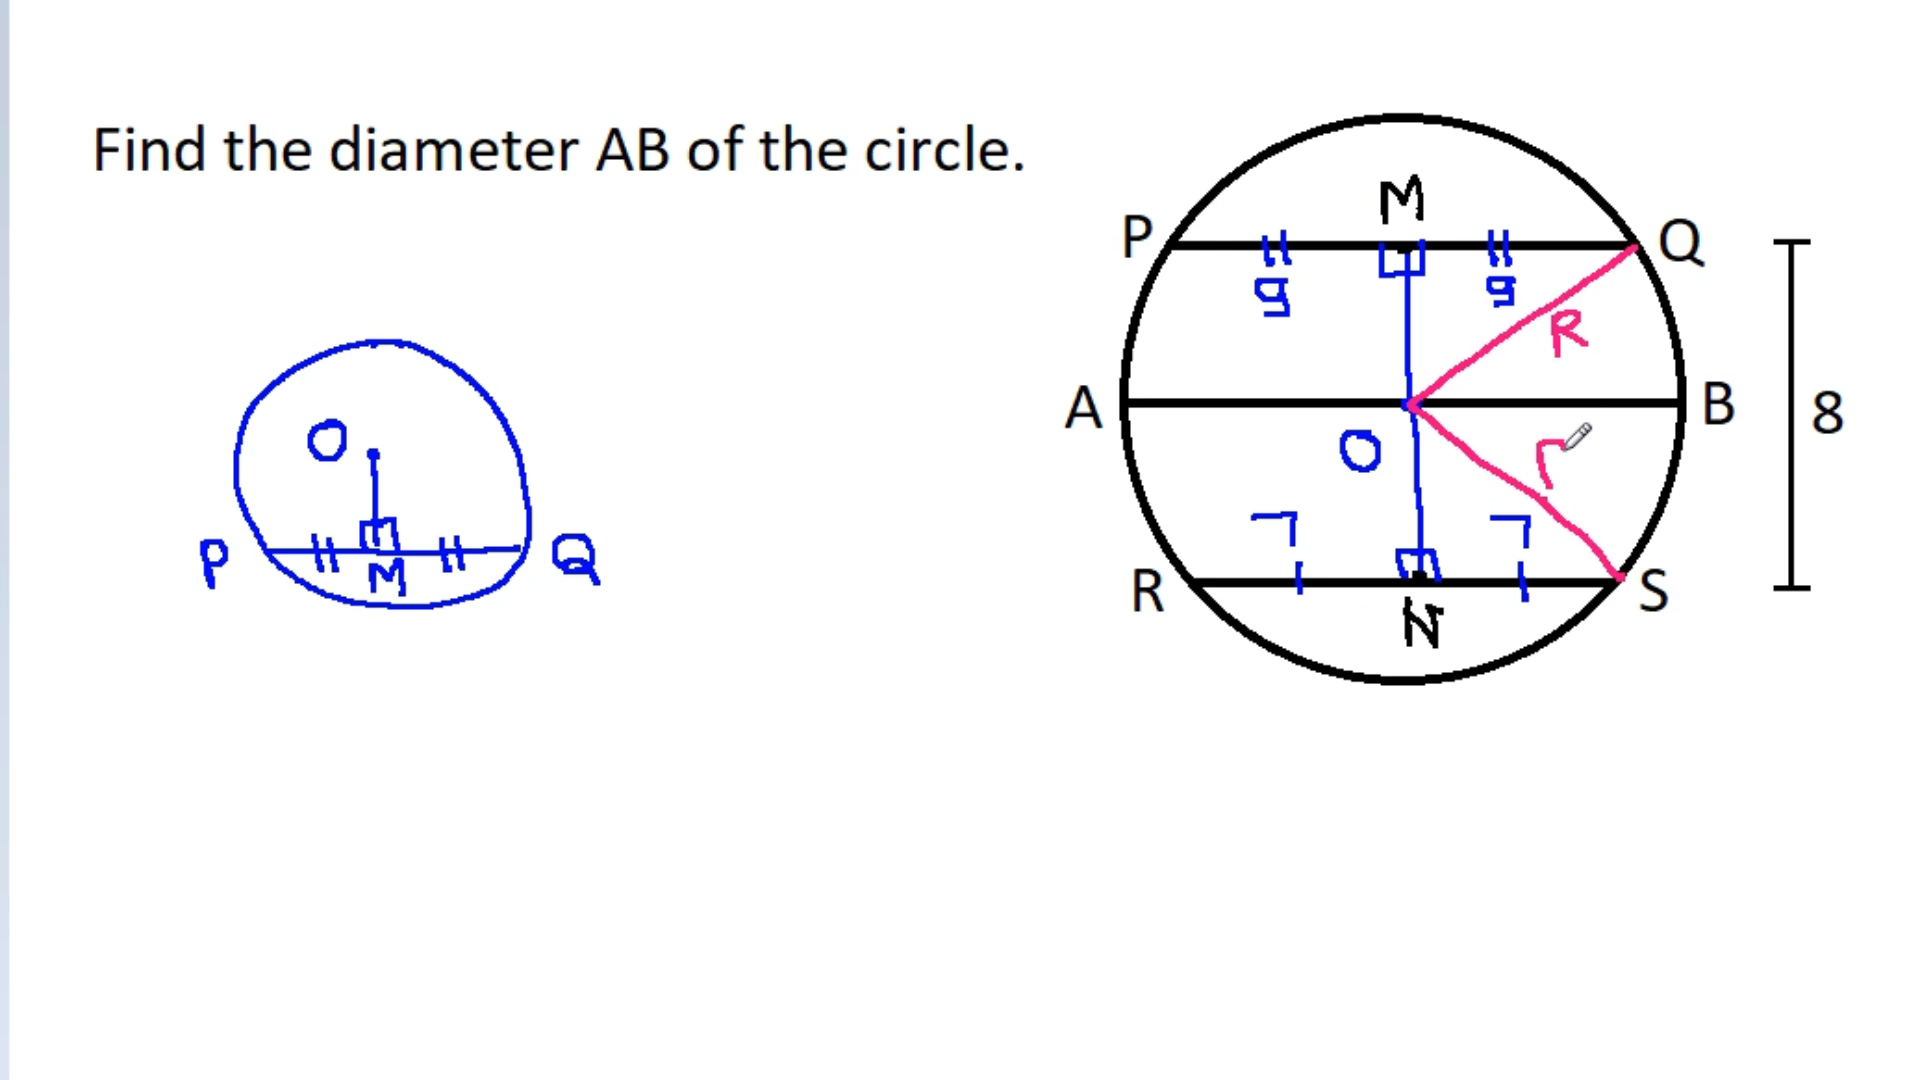 Find the diameter AB of the circle.
M
P Q
9 9
R
A B
8
O
r
7 7
R S
N
O
P Q
M